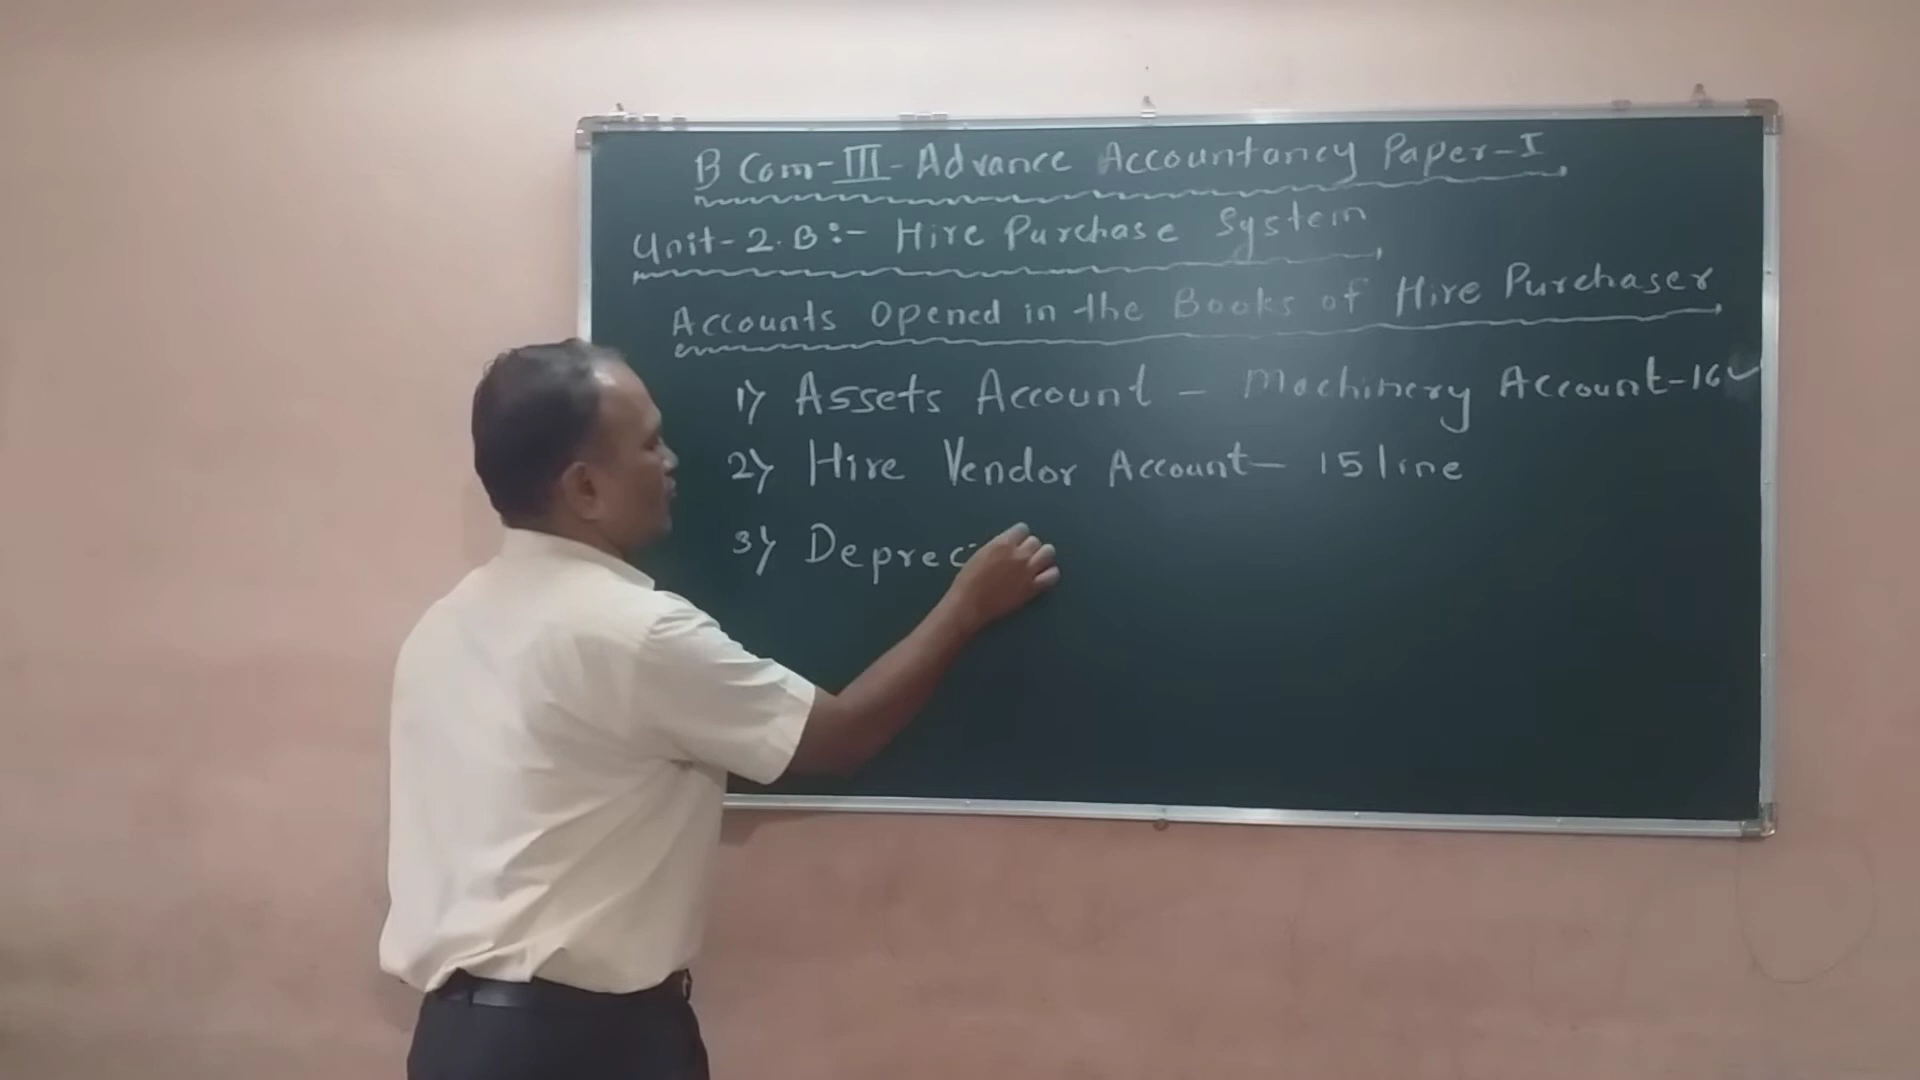 B Com-III-Advance Accountancy Paper-I
Unit-2.B:- Hire Purchase System
Accounts Opened in the Books of Hire Purchaser
1) Assets Account - Machinery Account-16
2) Hire Vendor Account- 15 line
3) Depreci